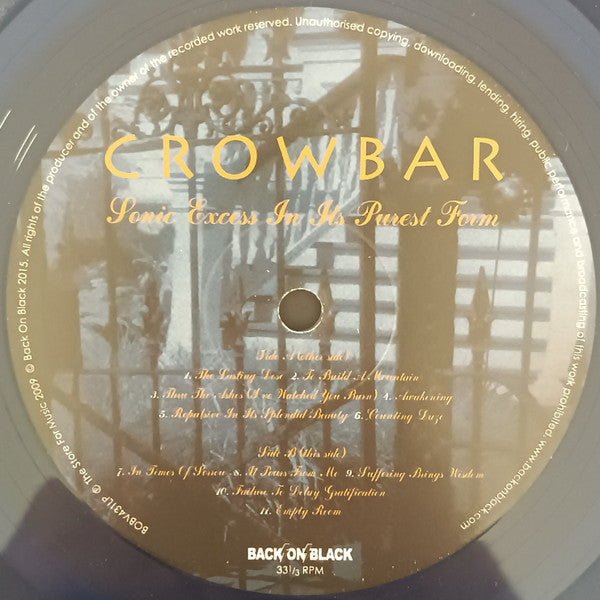 BOBV431LP ℗ The Store For Music 2009 © Back On Black 2015. All rights of the producer and of the owner of the recorded work reserved. Unauthorised copying, downloading, lending, hiring, public performance and broadcasting of this work prohibited. www.backonblack.com
CROWBAR
Sonic Excess In Its Purest Form
Side A (other side)
1. The Lasting Dose 2. To Build A Mountain
3. Thru The Ashes (I've Watched You Burn) 4. Awakening
5. Repulsive In Its Splendid Beauty 6. Counting Daze
Side B (this side)
7. In Times Of Sorrow 8. It Pours From Me 9. Suffering Brings Wisdom
10. Failure To Delay Gratification
11. Empty Room
BACK ON BLACK
33 1/3 RPM